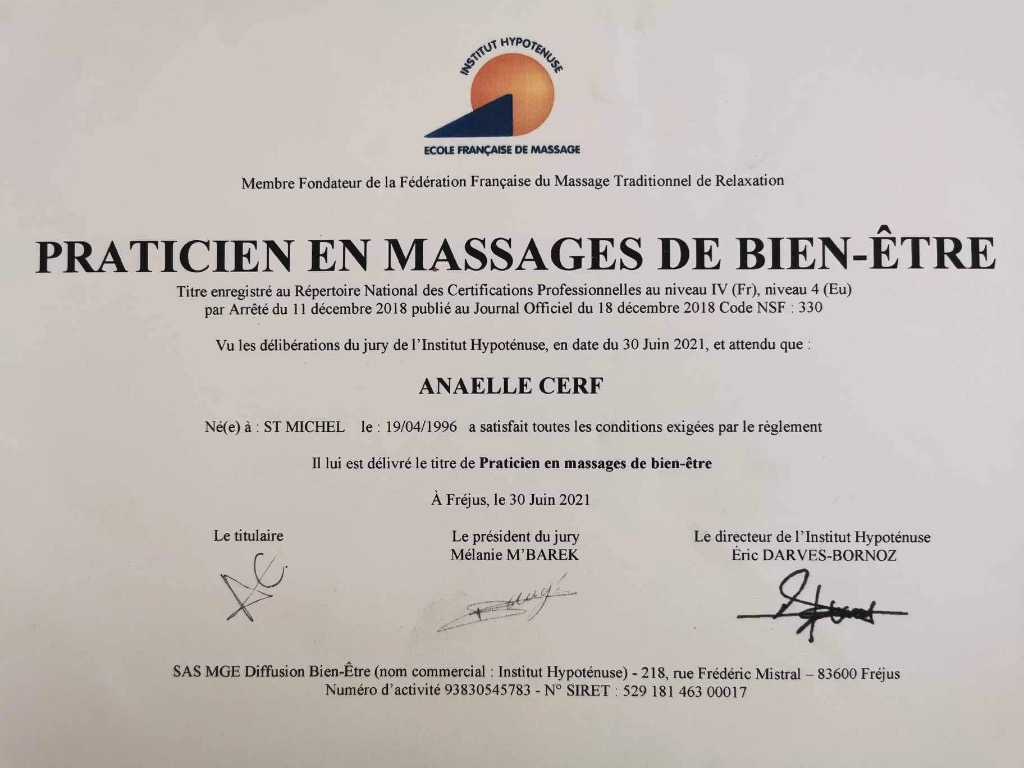 INSTITUT HYPOTENUSE
ECOLE FRANÇAISE DE MASSAGE
Membre Fondateur de la Fédération Française du Massage Traditionnel de Relaxation
PRATICIEN EN MASSAGES DE BIEN-ÊTRE
Titre enregistré au Répertoire National des Certifications Professionnelles au niveau IV (Fr), niveau 4 (Eu)
par Arrêté du 11 décembre 2018 publié au Journal Officiel du 18 décembre 2018 Code NSF : 330
Vu les délibérations du jury de l'Institut Hypoténuse, en date du 30 Juin 2021, et attendu que :
ANAELLE CERF
Né(e) à : ST MICHEL le : 19/04/1996 a satisfait toutes les conditions exigées par le règlement
Il lui est délivré le titre de Praticien en massages de bien-être
À Fréjus, le 30 Juin 2021
Le titulaire
Le président du jury
Mélanie M'BAREK
Le directeur de l'Institut Hypoténuse
Éric DARVES-BORNOZ
SAS MGE Diffusion Bien-Être (nom commercial : Institut Hypoténuse) - 218, rue Frédéric Mistral – 83600 Fréjus
Numéro d'activité 93830545783 - N° SIRET : 529 181 463 00017